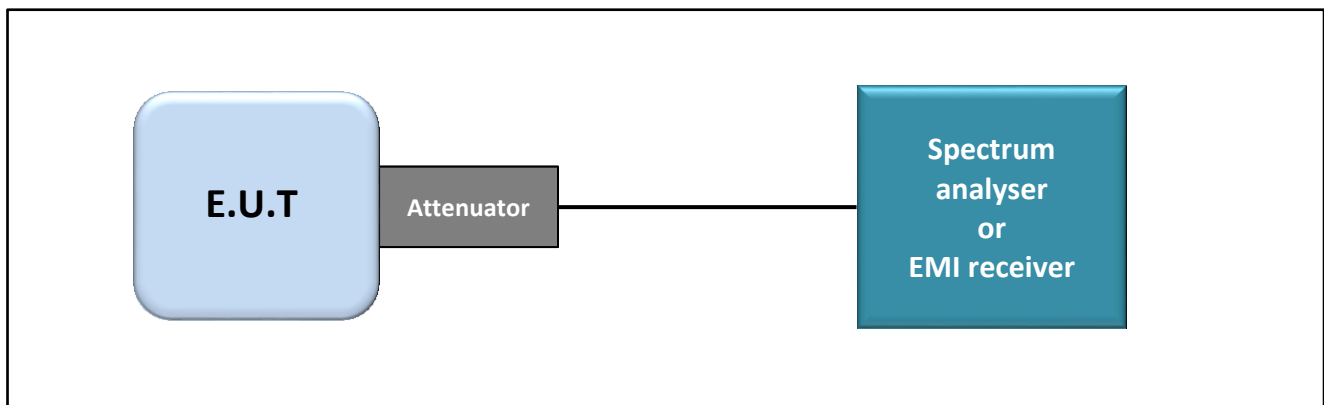 E.U.T
Attenuator
Spectrum
analyser
or
EMI receiver